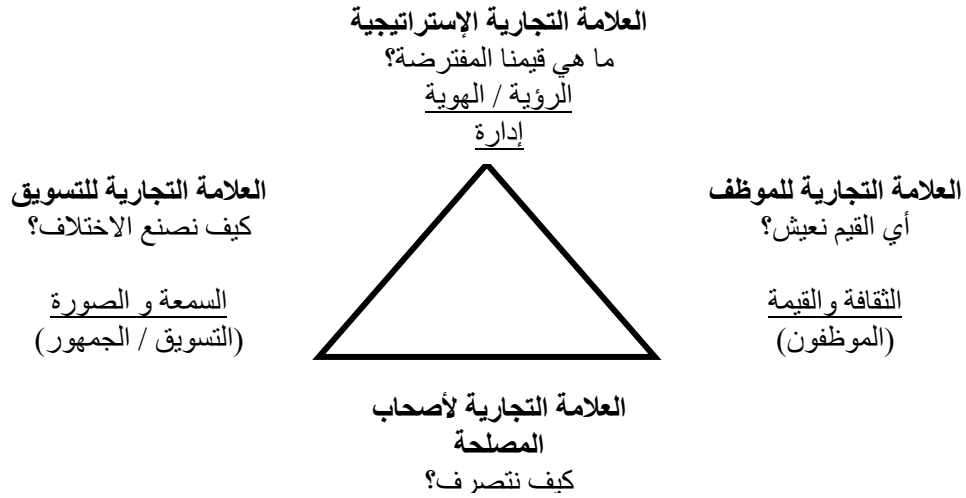 العلامة التجارية الإستراتيجية
ما هي قيمنا المفترضة؟
الرؤية / الهوية
إدارة
العلامة التجارية للموظف
أي القيم نعيش؟
الثقافة والقيمة
(الموظفون)
العلامة التجارية للتسويق
كيف نصنع الاختلاف؟
السمعة و الصورة
(التسويق / الجمهور)
العلامة التجارية لأصحاب
المصلحة
كيف نتصرف؟